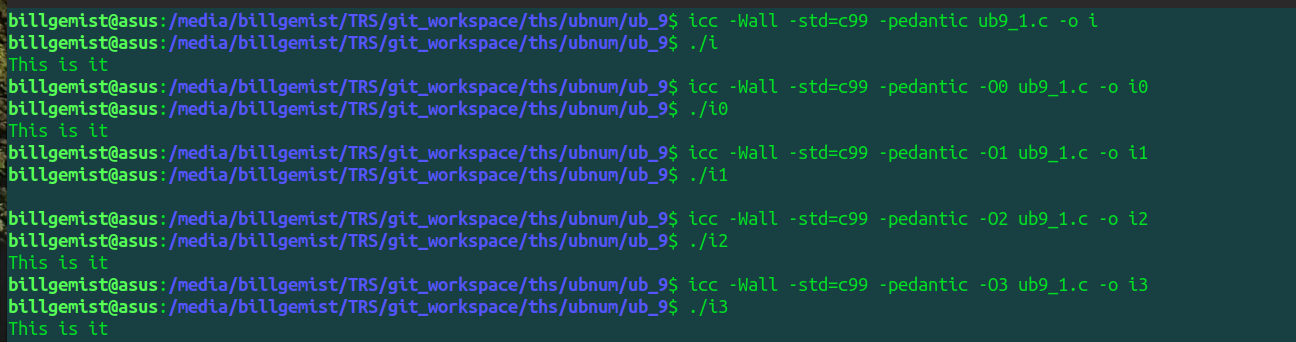 billgemist@asus:/media/billgemist/TRS/git_workspace/ths/ubnum/ub_9$ icc -Wall -std=c99 -pedantic ub9_1.c -o i
billgemist@asus:/media/billgemist/TRS/git_workspace/ths/ubnum/ub_9$ ./i
This is it
billgemist@asus:/media/billgemist/TRS/git_workspace/ths/ubnum/ub_9$ icc -Wall -std=c99 -pedantic -O0 ub9_1.c -o i0
billgemist@asus:/media/billgemist/TRS/git_workspace/ths/ubnum/ub_9$ ./i0
This is it
billgemist@asus:/media/billgemist/TRS/git_workspace/ths/ubnum/ub_9$ icc -Wall -std=c99 -pedantic -O1 ub9_1.c -o i1
billgemist@asus:/media/billgemist/TRS/git_workspace/ths/ubnum/ub_9$ ./i1

billgemist@asus:/media/billgemist/TRS/git_workspace/ths/ubnum/ub_9$ icc -Wall -std=c99 -pedantic -O2 ub9_1.c -o i2
billgemist@asus:/media/billgemist/TRS/git_workspace/ths/ubnum/ub_9$ ./i2
This is it
billgemist@asus:/media/billgemist/TRS/git_workspace/ths/ubnum/ub_9$ icc -Wall -std=c99 -pedantic -O3 ub9_1.c -o i3
billgemist@asus:/media/billgemist/TRS/git_workspace/ths/ubnum/ub_9$ ./i3
This is it